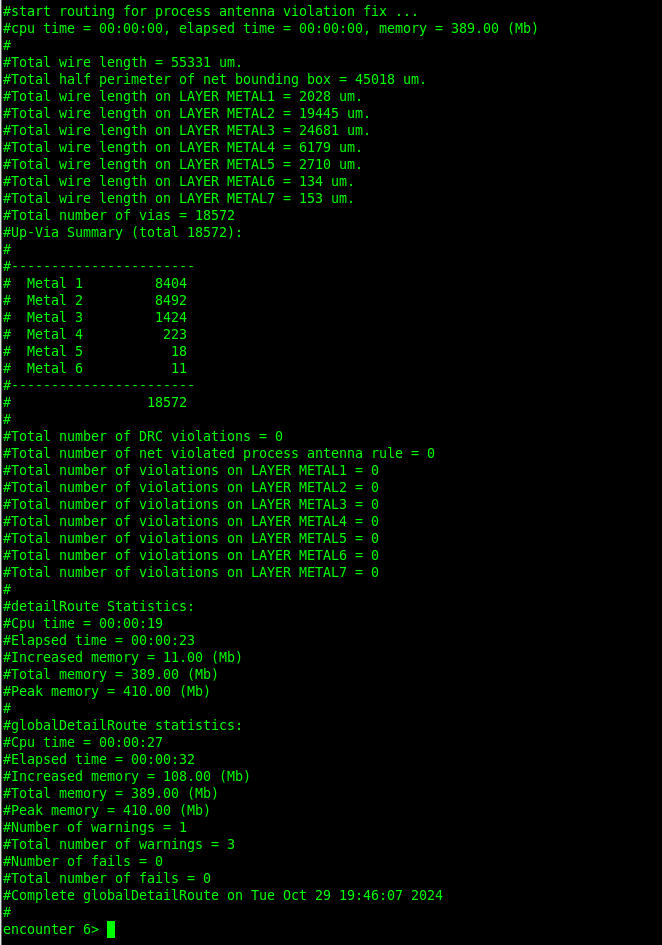 #start routing for process antenna violation fix ...
#cpu time = 00:00:00, elapsed time = 00:00:00, memory = 389.00 (Mb)
#
#Total wire length = 55331 um.
#Total half perimeter of net bounding box = 45018 um.
#Total wire length on LAYER METAL1 = 2028 um.
#Total wire length on LAYER METAL2 = 19445 um.
#Total wire length on LAYER METAL3 = 24681 um.
#Total wire length on LAYER METAL4 = 6179 um.
#Total wire length on LAYER METAL5 = 2710 um.
#Total wire length on LAYER METAL6 = 134 um.
#Total wire length on LAYER METAL7 = 153 um.
#Total number of vias = 18572
#Up-Via Summary (total 18572):
#
#-----------------------
#  Metal 1         8404
#  Metal 2         8492
#  Metal 3         1424
#  Metal 4          223
#  Metal 5           18
#  Metal 6           11
#-----------------------
#                 18572
#
#Total number of DRC violations = 0
#Total number of net violated process antenna rule = 0
#Total number of violations on LAYER METAL1 = 0
#Total number of violations on LAYER METAL2 = 0
#Total number of violations on LAYER METAL3 = 0
#Total number of violations on LAYER METAL4 = 0
#Total number of violations on LAYER METAL5 = 0
#Total number of violations on LAYER METAL6 = 0
#Total number of violations on LAYER METAL7 = 0
#
#detailRoute Statistics:
#Cpu time = 00:00:19
#Elapsed time = 00:00:23
#Increased memory = 11.00 (Mb)
#Total memory = 389.00 (Mb)
#Peak memory = 410.00 (Mb)
#
#globalDetailRoute statistics:
#Cpu time = 00:00:27
#Elapsed time = 00:00:32
#Increased memory = 108.00 (Mb)
#Total memory = 389.00 (Mb)
#Peak memory = 410.00 (Mb)
#Number of warnings = 1
#Total number of warnings = 3
#Number of fails = 0
#Total number of fails = 0
#Complete globalDetailRoute on Tue Oct 29 19:46:07 2024
#
encounter 6>